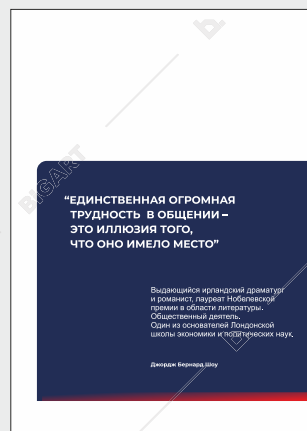 BIGART
“ЕДИНСТВЕННАЯ ОГРОМНАЯ
ТРУДНОСТЬ В ОБЩЕНИИ –
ЭТО ИЛЛЮЗИЯ ТОГО,
ЧТО ОНО ИМЕЛО МЕСТО”
Выдающийся ирландский драматург
и романист, лауреат Нобелевской
премии в области литературы.
Общественный деятель.
Один из основателей Лондонской
школы экономики и политических наук.
Джордж Бернард Шоу